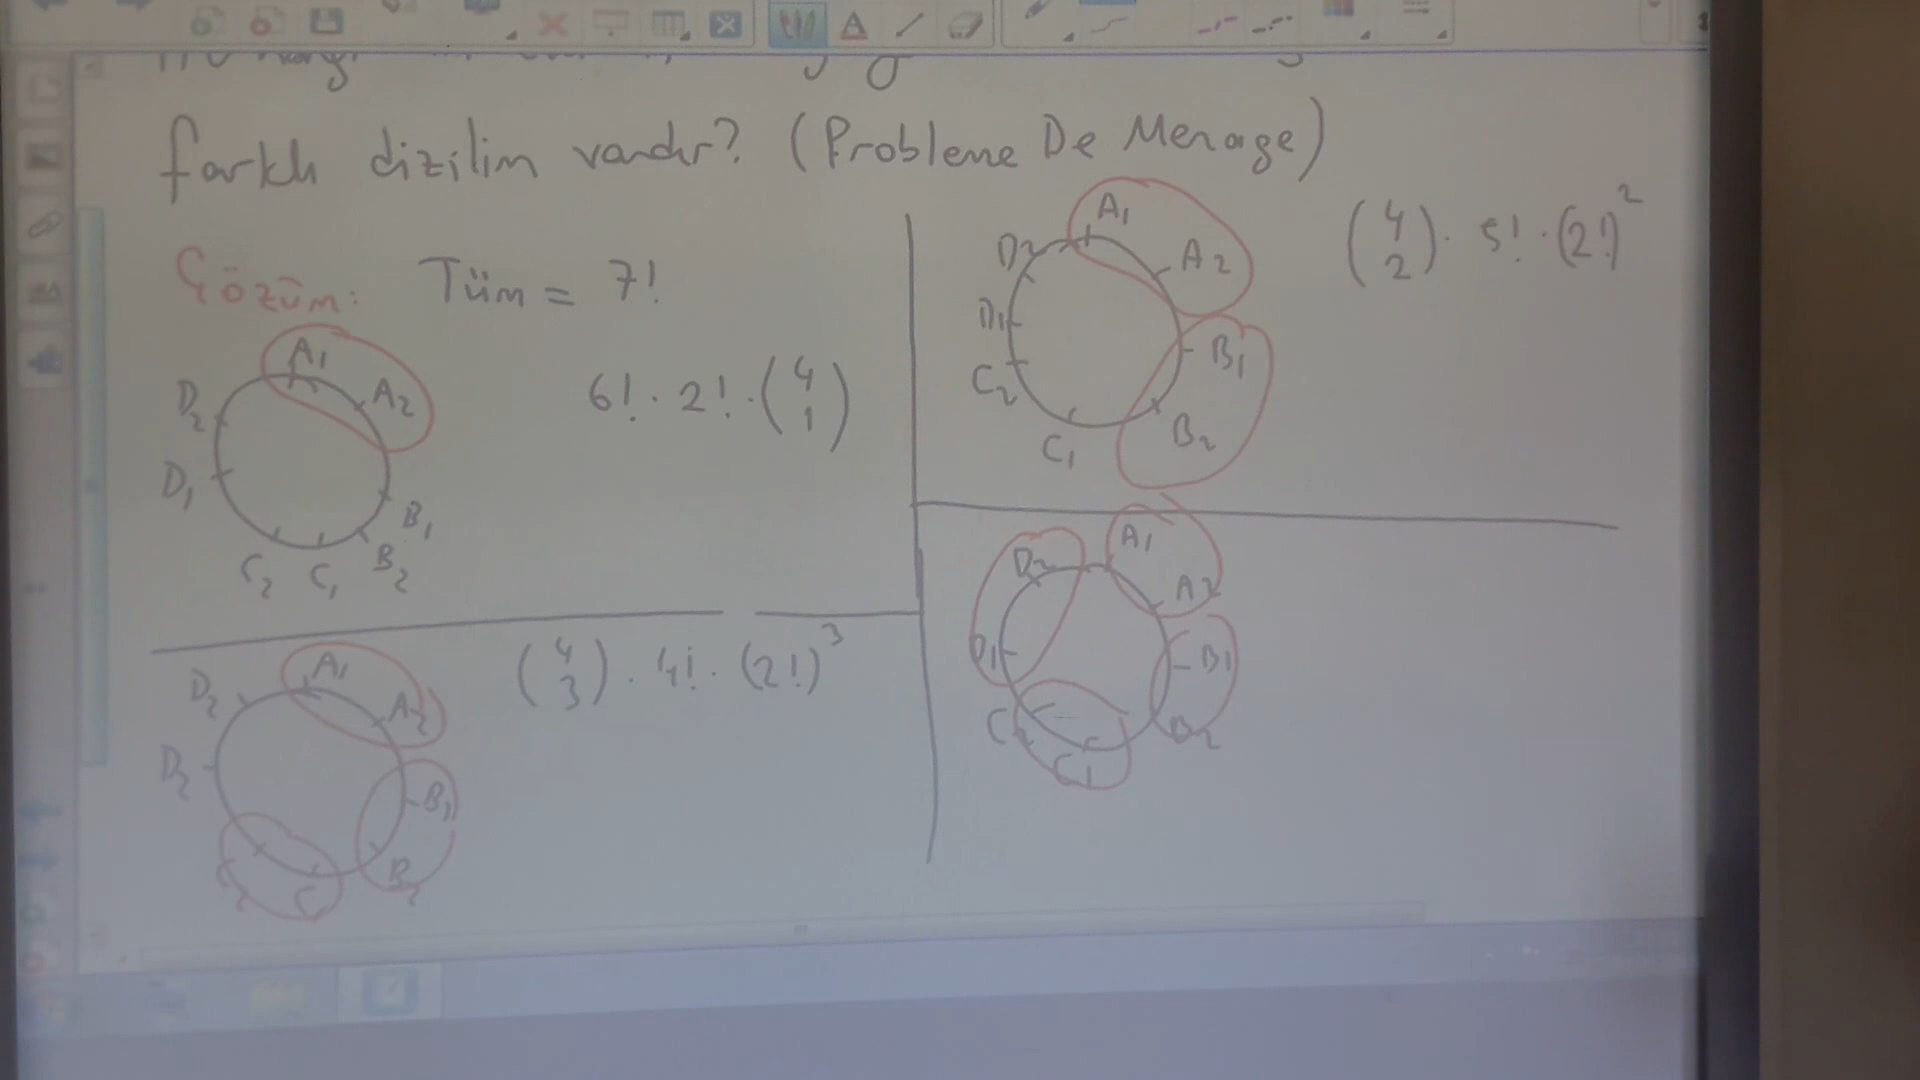 farklı dizilim vardır? (Probleme De Menage)
Çözüm: Tüm = 7!
A₁
A₂
B₁
B₂
C₁
C₂
D₁
D₂
6! · 2! · (4 1)
A₁
A₂
B₁
B₂
C₁
C₂
D₁
D₂
(4 2) · 5! · (2!)²
A₁
A₂
B₁
B₂
C
C₂
D₂
D₂
(4 3) · 4! · (2!)³
A₁
A₂
B₁
B₂
C₁
C₂
D₁
D₂